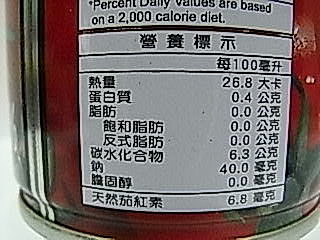 *Percent Daily Values are based
on a 2,000 calorie diet.
營養標示
每100毫升
熱量 26.8 大卡
蛋白質 0.4 公克
脂肪 0.0 公克
飽和脂肪 0.0 公克
反式脂肪 0.0 公克
碳水化合物 6.3 公克
鈉 40.0 毫克
膽固醇 0.0 毫克
天然茄紅素 6.8 毫克